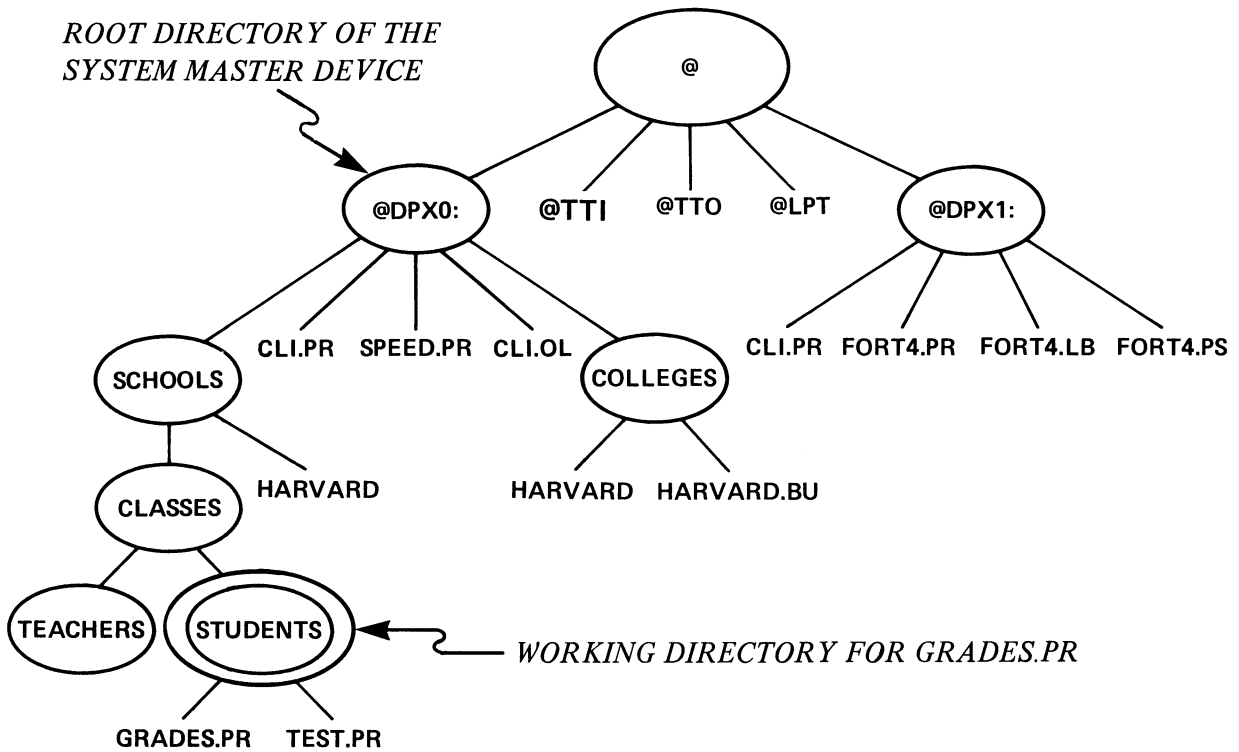 ROOT DIRECTORY OF THE
SYSTEM MASTER DEVICE
@
@DPX0:
@TTI
@TTO
@LPT
@DPX1:
CLI.PR
SPEED.PR
CLI.OL
CLI.PR
FORT4.PR
FORT4.LB
FORT4.PS
SCHOOLS
COLLEGES
HARVARD
HARVARD
HARVARD.BU
CLASSES
TEACHERS
STUDENTS
WORKING DIRECTORY FOR GRADES.PR
GRADES.PR
TEST.PR